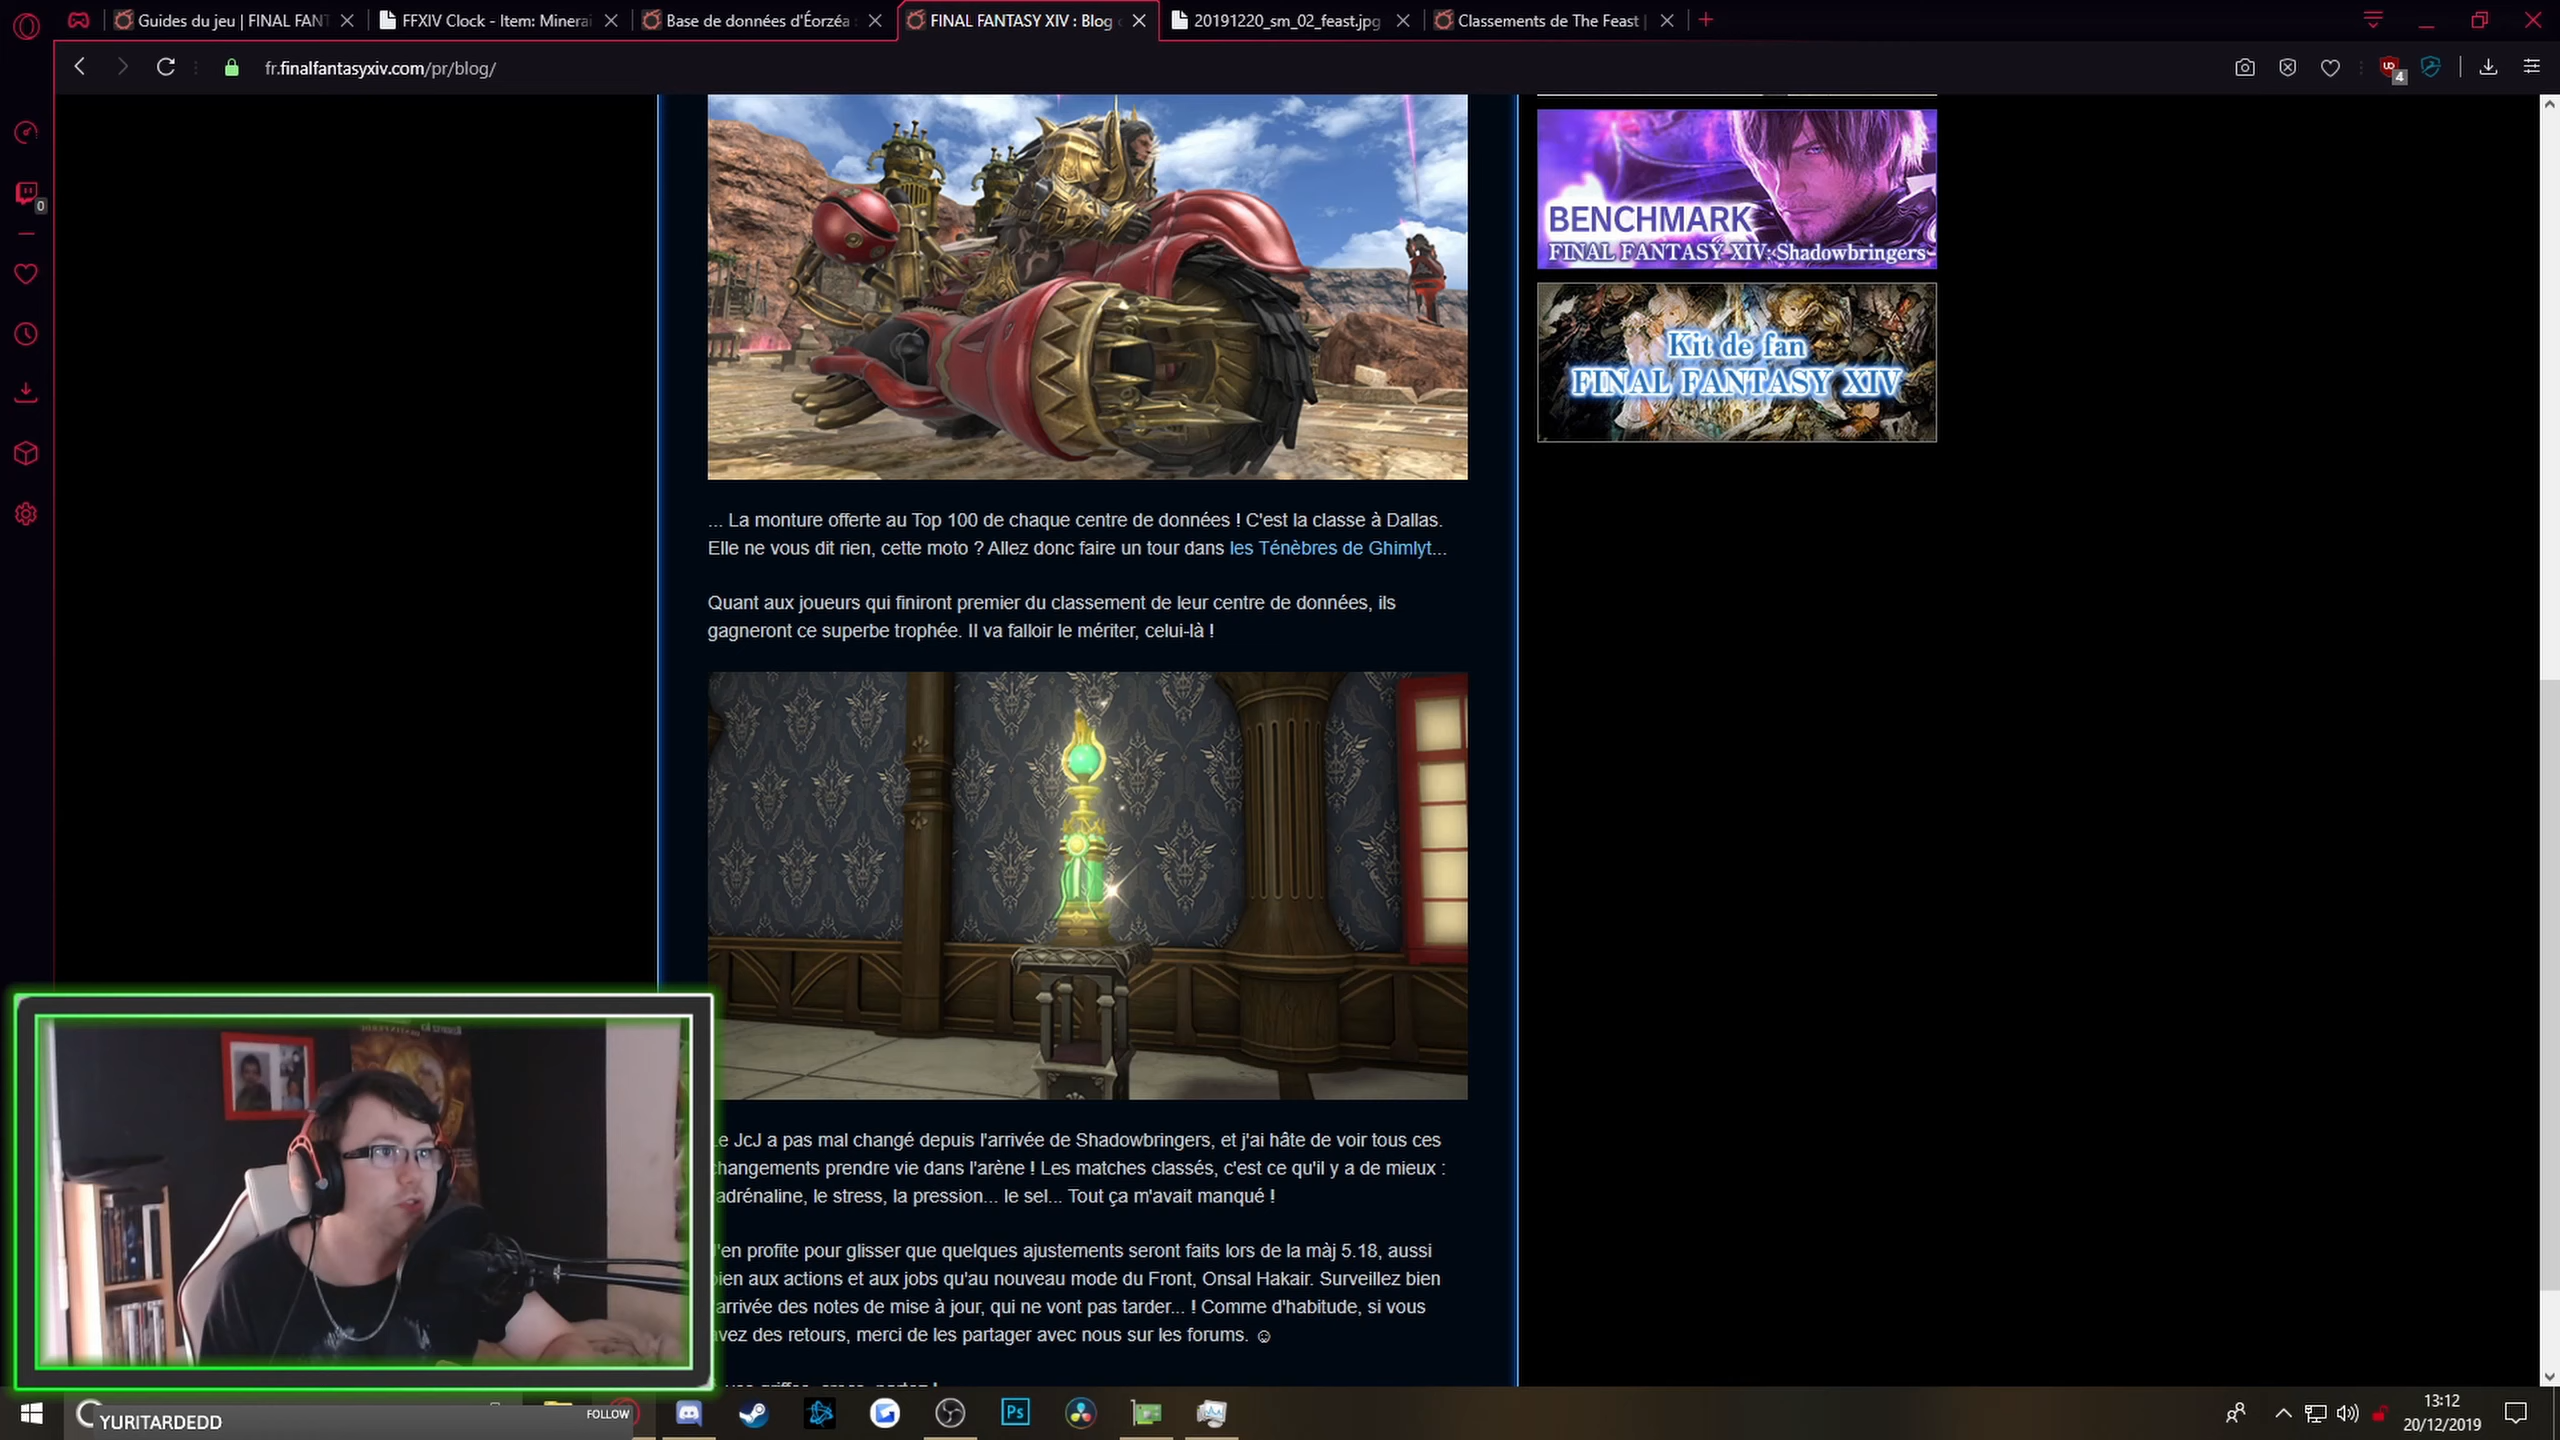 Guides du jeu | FINAL FANT
FFXIV Clock - Item: Minerai
Base de données d'Éorzéa :
FINAL FANTASY XIV : Blog
20191220_sm_02_feast.jpg
Classements de The Feast |
fr.finalfantasyxiv.com/pr/blog/
4
0
BENCHMARK
FINAL FANTASY XIV: Shadowbringers
Kit de fan
FINAL FANTASY XIV
... La monture offerte au Top 100 de chaque centre de données ! C'est la classe à Dallas.
Elle ne vous dit rien, cette moto ? Allez donc faire un tour dans les Ténèbres de Ghimlyt...
Quant aux joueurs qui finiront premier du classement de leur centre de données, ils
gagneront ce superbe trophée. Il va falloir le mériter, celui-là !
Le JcJ a pas mal changé depuis l'arrivée de Shadowbringers, et j'ai hâte de voir tous ces
changements prendre vie dans l'arène ! Les matches classés, c'est ce qu'il y a de mieux :
adrénaline, le stress, la pression... le sel... Tout ça m'avait manqué !
'en profite pour glisser que quelques ajustements seront faits lors de la màj 5.18, aussi
bien aux actions et aux jobs qu'au nouveau mode du Front, Onsal Hakair. Surveillez bien
'arrivée des notes de mise à jour, qui ne vont pas tarder... ! Comme d'habitude, si vous
avez des retours, merci de les partager avec nous sur les forums. ☺
YURITARDEDD
FOLLOW
Ps
13:12
20/12/2019